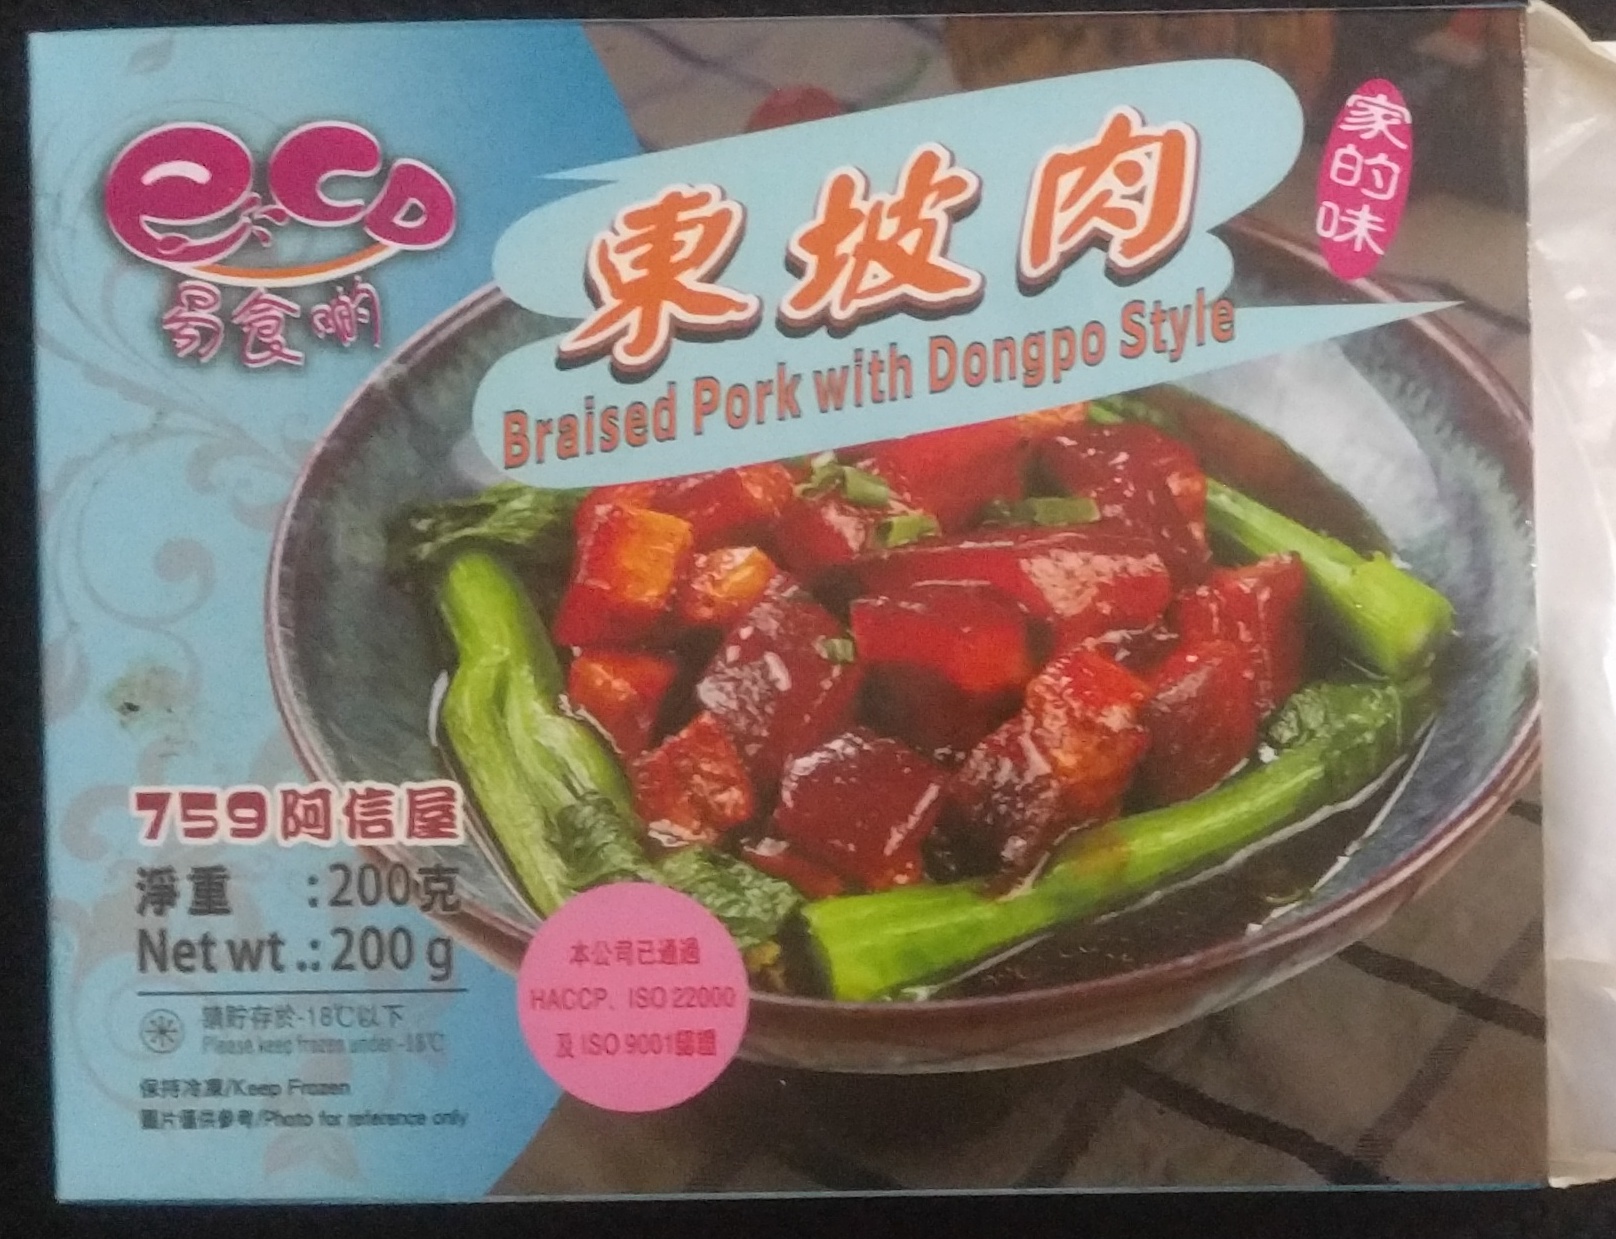 eco
易食啲
東坡肉
Braised Pork with Dongpo Style
家的味
759阿信屋
淨重 :200克
Net wt.:200 g
請貯存於-18℃以下
Please keep frozen under -18℃
保持冷凍/Keep Frozen
圖片僅供參考/Photo for reference only
本公司已通過
HACCP、ISO 22000
及 ISO 9001認證